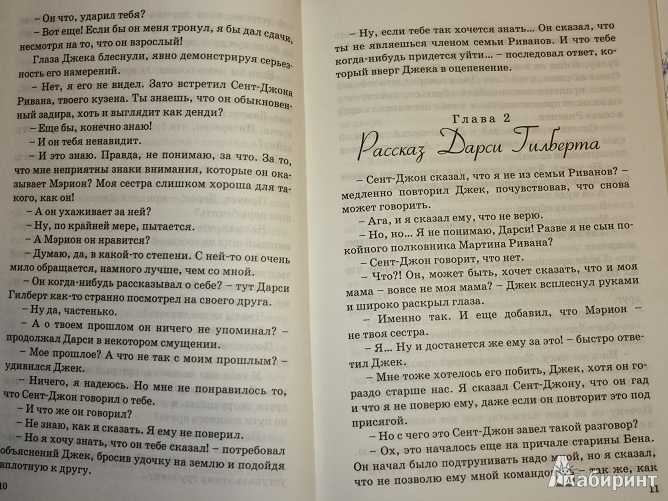 – Он что, ударил тебя?
– Вот еще! Если бы он меня тронул, я бы дал сдачи,
несмотря на то, что он взрослый!
Глаза Джека блеснули, явно демонстрируя серьез-
ность его намерений.
– Нет, я его не видел. Зато встретил Сент-Джона
Ривана, твоего кузена. Ты знаешь, что он обыкновен-
ный задира, хоть и выглядит как денди?
– Еще бы, конечно знаю!
– И он тебя ненавидит.
– И это знаю. Правда, не понимаю, за что. За то,
что мне неприятны знаки внимания, которые он ока-
зывает Мэрион? Моя сестра слишком хороша для та-
кого, как он!
– А он ухаживает за ней?
– Ну, по крайней мере, пытается.
– А Мэрион он нравится?
– Думаю, да, в какой-то степени. С ней-то он очень
мило обращается, намного лучше, чем со мной.
– Он когда-нибудь рассказывал о себе? – тут Дарси
Гилберт как-то странно посмотрел на своего друга.
– Ну да, частенько.
– А о твоем прошлом он ничего не упоминал? –
продолжал Дарси в некотором смущении.
– Мое прошлое? А что не так с моим прошлым? –
удивился Джек.
– Ничего, я надеюсь. Но мне не понравилось то,
что Сент-Джон говорил о тебе.
– И что же он говорил?
– Не знаю, как и сказать. Я ему не поверил.
– Но я хочу знать, что он тебе сказал! – потребовал
объяснений Джек, бросив удочку на землю и подойдя
вплотную к другу.
10
– Ну, если тебе так хочется знать... Он сказал, что
ты не являешься членом семьи Риванов. И что тебе
когда-нибудь придется уйти... – последовал ответ, ко-
торый вверг Джека в оцепенение.
Глава 2
Рассказ Дарси Гилберта
– Сент-Джон сказал, что я не из семьи Риванов? –
медленно повторил Джек, почувствовав, что снова
может говорить.
– Ага, и я сказал ему, что не верю.
– Но, но... Я не понимаю, Дарси! Разве я не сын по-
койного полковника Мартина Ривана?
– Сент-Джон говорит, что нет.
– Что?! Он, может быть, хочет сказать, что и моя
мама – вовсе не моя мама? – Джек всплеснул руками
и широко раскрыл глаза.
– Именно так. И еще добавил, что Мэрион –
не твоя сестра.
– Я... Ну и достанется же ему за это! – быстро отве-
тил Джек.
– Мне тоже хотелось его побить, Джек, хотя он го-
раздо старше нас. Я сказал Сент-Джону, что он гад
и что я не поверю ему, даже если он повторит это под
присягой.
– Но с чего это Сент-Джон завел такой разговор?
– Ох, это началось еще на причале старины Бена.
Он начал было подтрунивать надо мной, но я сказал,
что не позволю ему мной командовать – так же, как
11
Лабиринт